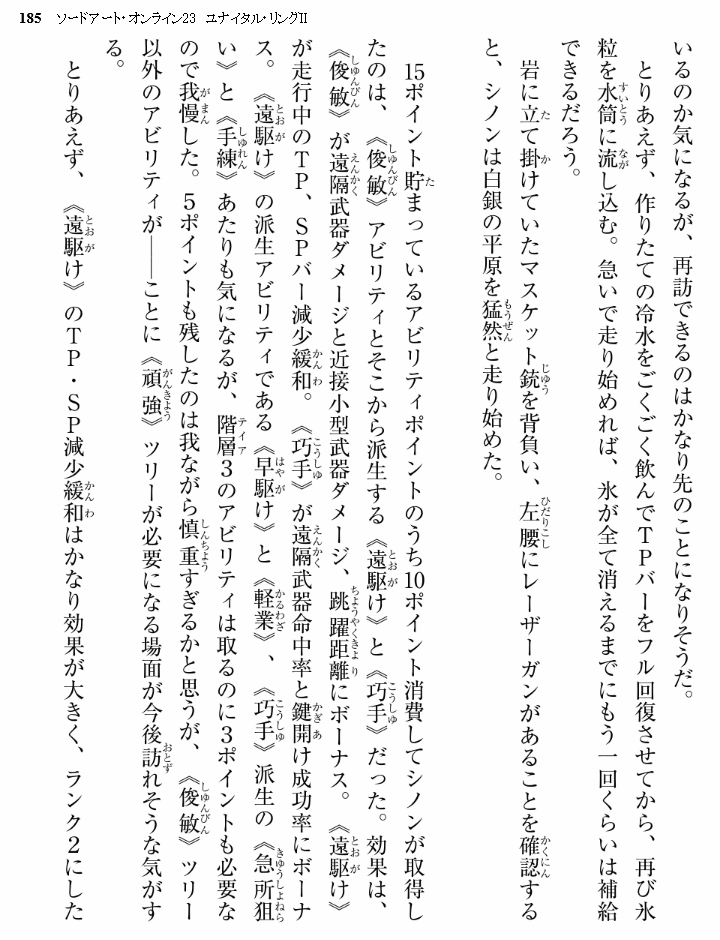 185 ソードアート・オンライン23 ユナイタル・リングⅡ
いるのか気になるが、再訪できるのはかなり先のことになりそうだ。
とりあえず、作りたての冷水をごくごく飲んでTPバーをフル回復させてから、再び氷
粒を水筒に流し込む。急いで走り始めれば、氷が全て消えるまでにもう一回くらいは補給
できるだろう。
岩に立て掛けていたマスケット銃を背負い、左腰にレーザーガンがあることを確認する
と、シノンは白銀の平原を猛然と走り始めた。
15ポイント貯まっているアビリティポイントのうち10ポイント消費してシノンが取得し
たのは、《俊敏》アビリティとそこから派生する《遠駆け》と《巧手》だった。効果は、
《俊敏》が遠隔武器ダメージと近接小型武器ダメージ、跳躍距離にボーナス。《遠駆け》
が走行中のTP、SPバー減少緩和。《巧手》が遠隔武器命中率と鍵開け成功率にボーナ
ス。《遠駆け》の派生アビリティである《早駆け》と《軽業》、《巧手》派生の《急所狙
い》と《手練》あたりも気になるが、階層3のアビリティは取るのに3ポイントも必要な
ので我慢した。5ポイントも残したのは我ながら慎重すぎるかと思うが、《俊敏》ツリー
以外のアビリティが――ことに《頑強》ツリーが必要になる場面が今後訪れそうな気がす
る。
とりあえず、《遠駆け》のTP・SP減少緩和はかなり効果が大きく、ランク2にした